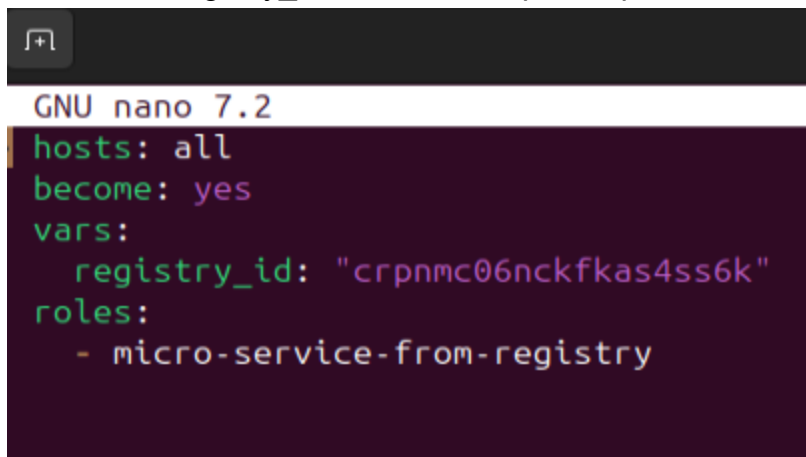 GNU nano 7.2
hosts: all
become: yes
vars:
  registry_id: "crpnmc06nckfkas4ss6k"
roles:
  - micro-service-from-registry